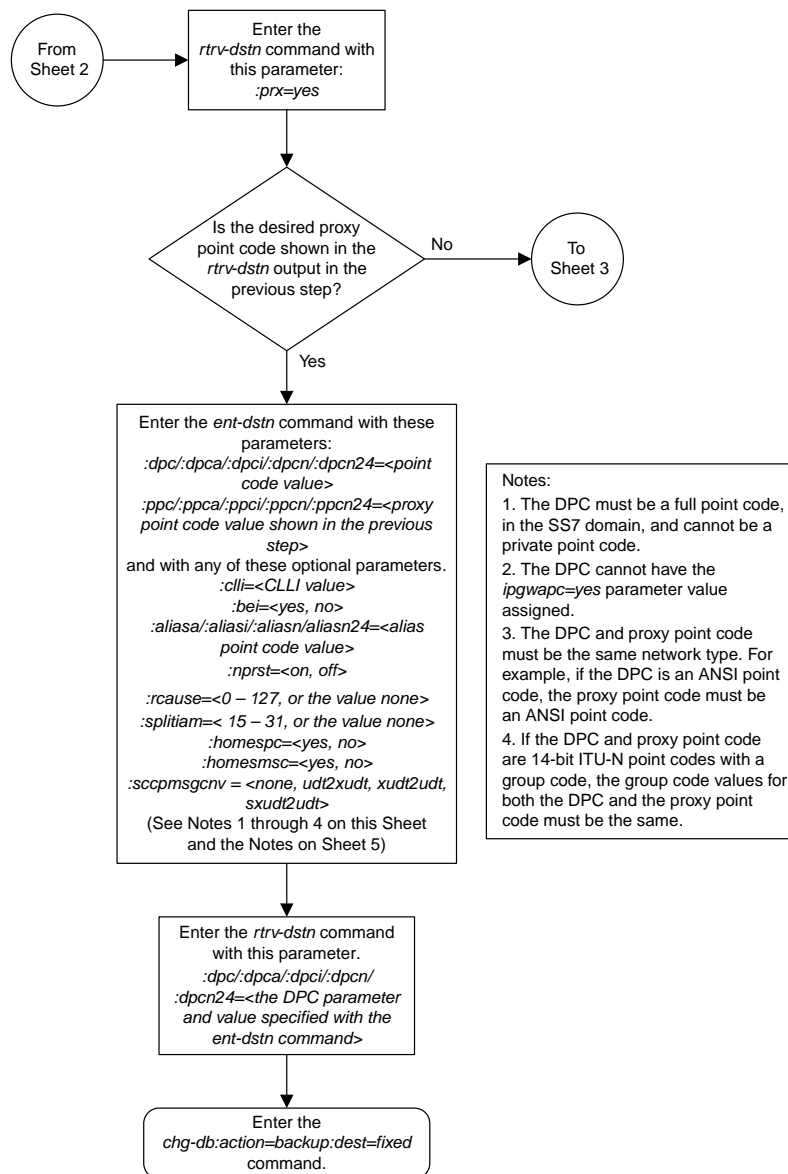 From
Sheet 2
Enter the
rtrv-dstn command with
this parameter:
:prx=yes
Is the desired proxy
point code shown in the
rtrv-dstn output in the
previous step?
No
To
Sheet 3
Yes
Enter the ent-dstn command with these
parameters:
:dpc/:dpca/:dpci/:dpcn/:dpcn24=<point
code value>
:ppc/:ppca/:ppci/:ppcn/:ppcn24=<proxy
point code value shown in the previous
step>
and with any of these optional parameters.
:clli=<CLLI value>
:bei=<yes, no>
:aliasa/:aliasi/:aliasn/aliasn24=<alias
point code value>
:nprst=<on, off>
:rcause=<0 – 127, or the value none>
:splitiam=< 15 – 31, or the value none>
:homespc=<yes, no>
:homesmsc=<yes, no>
:sccpmsgcnv = <none, udt2xudt, xudt2udt,
sxudt2udt>
(See Notes 1 through 4 on this Sheet
and the Notes on Sheet 5)
Notes:
1. The DPC must be a full point code,
in the SS7 domain, and cannot be a
private point code.
2. The DPC cannot have the
ipgwapc=yes parameter value
assigned.
3. The DPC and proxy point code
must be the same network type. For
example, if the DPC is an ANSI point
code, the proxy point code must be
an ANSI point code.
4. If the DPC and proxy point code
are 14-bit ITU-N point codes with a
group code, the group code values for
both the DPC and the proxy point
code must be the same.
Enter the rtrv-dstn command
with this parameter.
:dpc/:dpca/:dpci/:dpcn/
:dpcn24=<the DPC parameter
and value specified with the
ent-dstn command>
Enter the
chg-db:action=backup:dest=fixed
command.